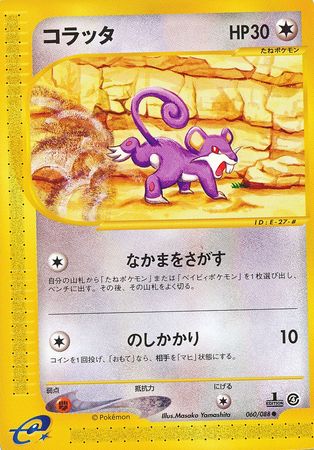 コラッタ HP30
たねポケモン
ID:E-27-#
なかまをさがす
自分の山札から「たねポケモン」または「ベイビィポケモン」を1枚選び出し、
ベンチに出す。その後、その山札をよく切る。
のしかかり 10
コインを1回投げ、「おもて」なら、相手を「マヒ」状態にする。
弱点 抵抗力 にげる
©Pokémon Illus.Masako Yamashita 1 EDITION
060/088 ●
e